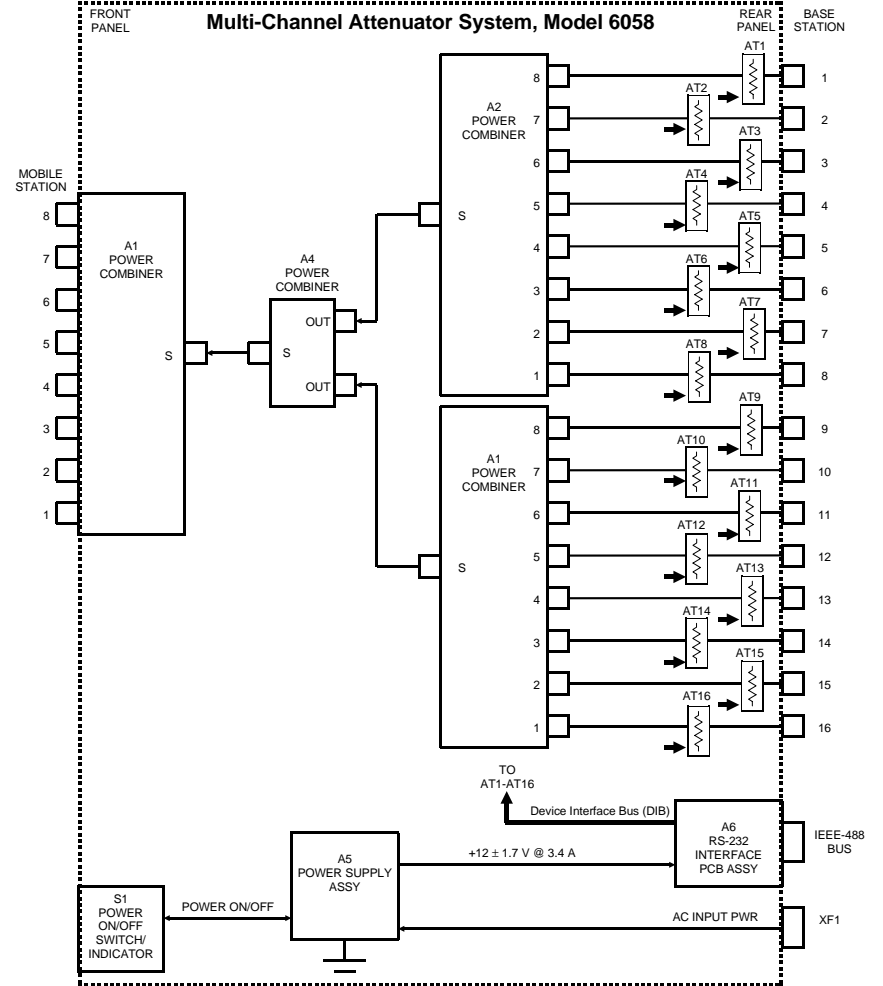 FRONT
PANEL
Multi-Channel Attenuator System, Model 6058
REAR
PANEL
BASE
STATION
AT1
8
1
A2
POWER
COMBINER
AT2
7
2
AT3
6
3
MOBILE
STATION
AT4
5
4
8
S
AT5
4
5
A1
POWER
COMBINER
7
A4
POWER
COMBINER
AT6
3
6
6
AT7
OUT
2
7
5
S
S
AT8
1
8
4
OUT
AT9
8
9
3
AT10
A1
POWER
COMBINER
7
10
2
AT11
1
6
11
AT12
5
12
S
AT13
4
13
AT14
3
14
AT15
2
15
AT16
1
16
TO
AT1-AT16
Device Interface Bus (DIB)
A6
RS-232
INTERFACE
PCB ASSY
IEEE-488
BUS
A5
POWER SUPPLY
ASSY
+12 ± 1.7 V @ 3.4 A
S1
POWER
ON/OFF
SWITCH/
INDICATOR
POWER ON/OFF
AC INPUT PWR
XF1